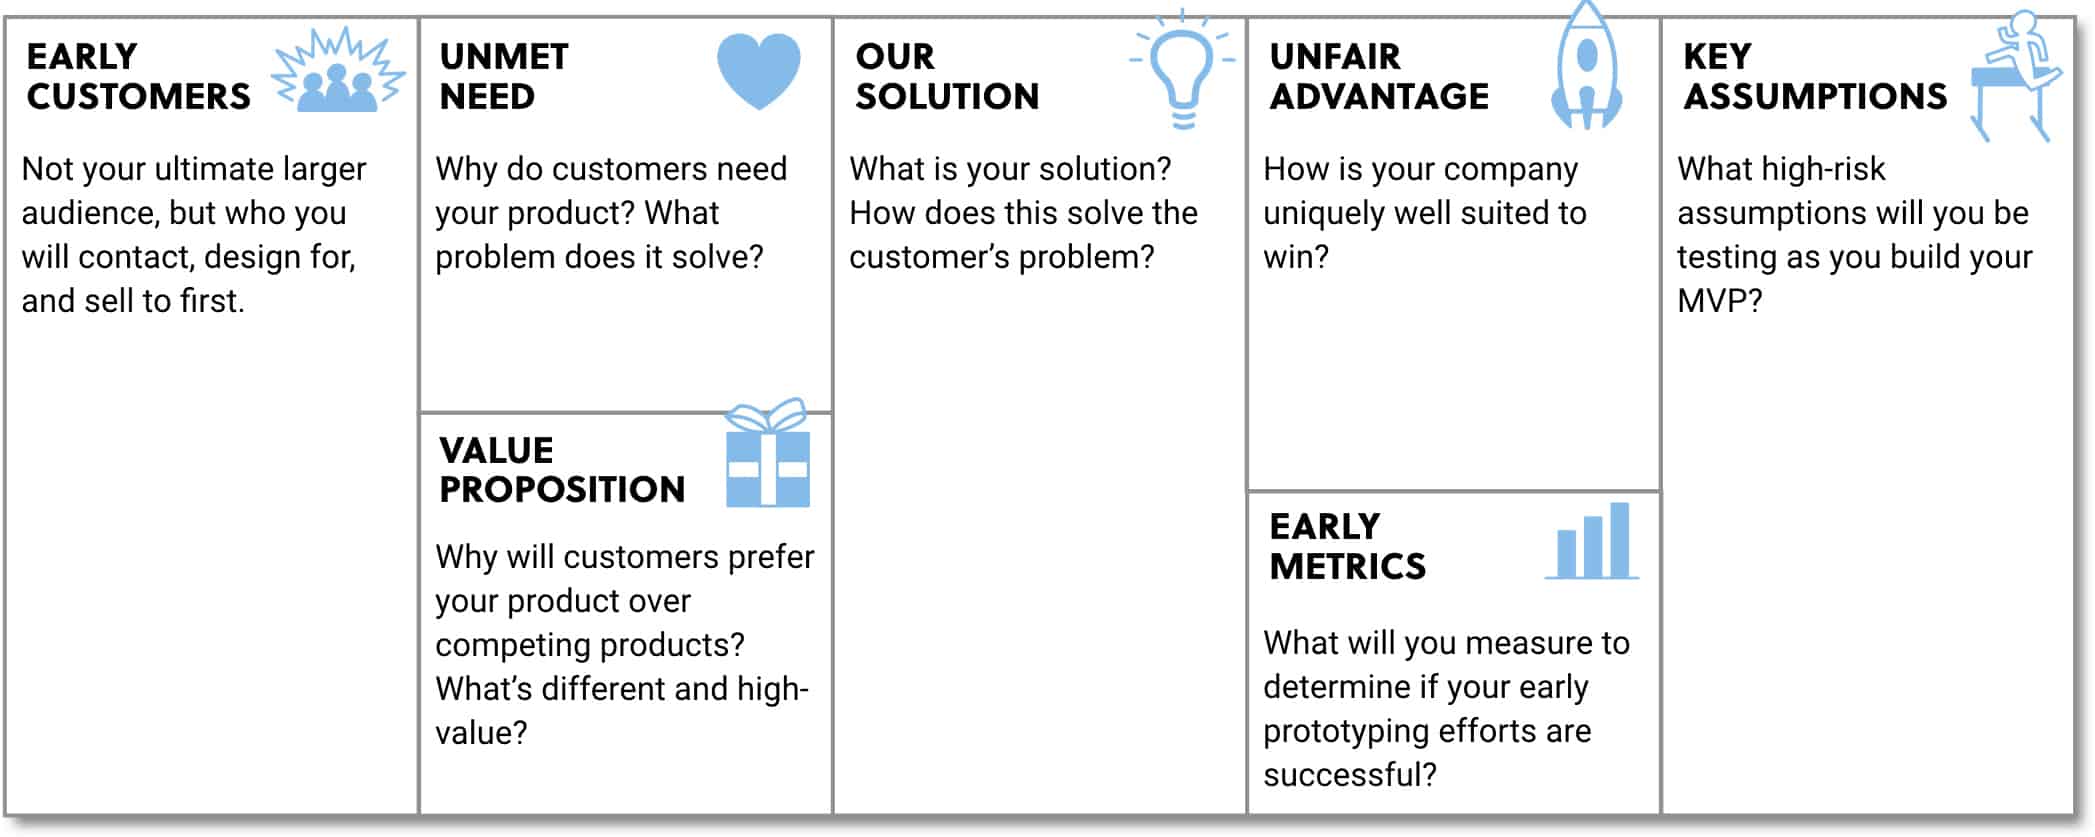 EARLY
CUSTOMERS
Not your ultimate larger
audience, but who you
will contact, design for,
and sell to first.
UNMET
NEED
Why do customers need
your product? What
problem does it solve?
VALUE
PROPOSITION
Why will customers prefer
your product over
competing products?
What’s different and high-
value?
OUR
SOLUTION
What is your solution?
How does this solve the
customer’s problem?
UNFAIR
ADVANTAGE
How is your company
uniquely well suited to
win?
EARLY
METRICS
What will you measure to
determine if your early
prototyping efforts are
successful?
KEY
ASSUMPTIONS
What high-risk
assumptions will you be
testing as you build your
MVP?